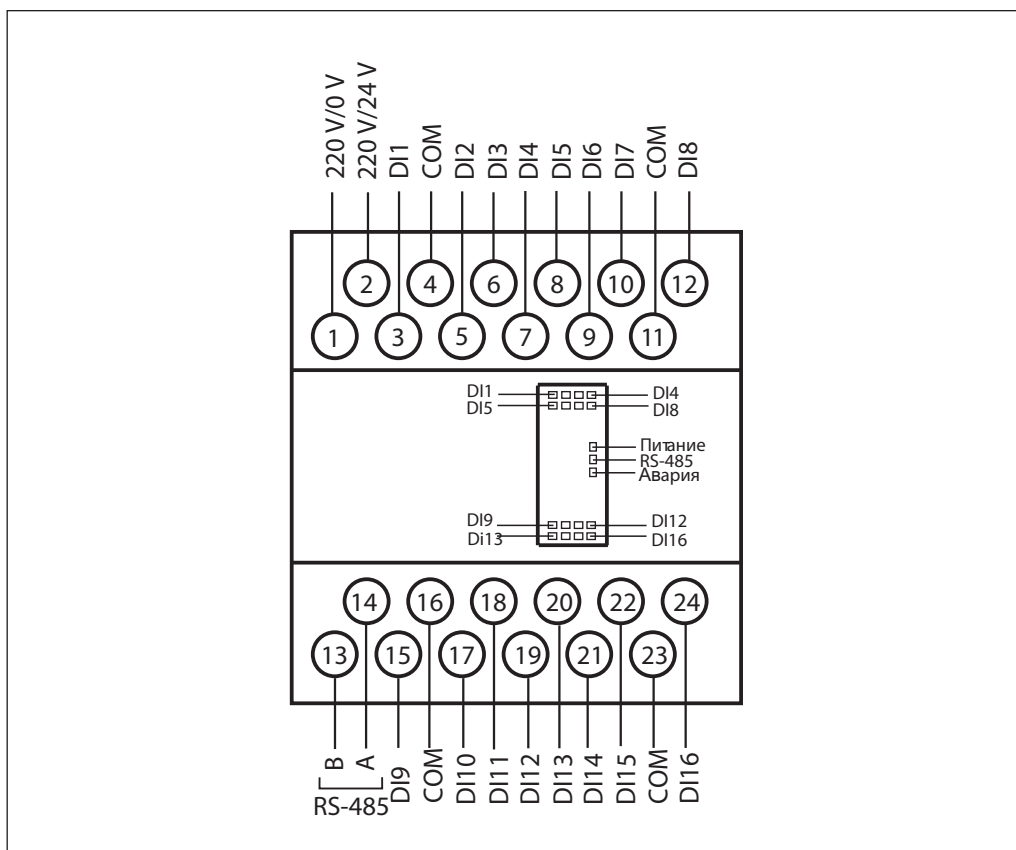 220 V/0 V
220 V/24 V
DI1
COM
DI2
DI3
DI4
DI5
DI6
DI7
COM
DI8
2
4
6
8
10
12
1
3
5
7
9
11
DI1
DI4
DI5
DI8
Питание
RS-485
Авария
DI9
DI12
Di13
DI16
14
16
18
20
22
24
13
15
17
19
21
23
B
A
RS-485
DI9
COM
DI10
DI11
DI12
DI13
DI14
DI15
COM
DI16